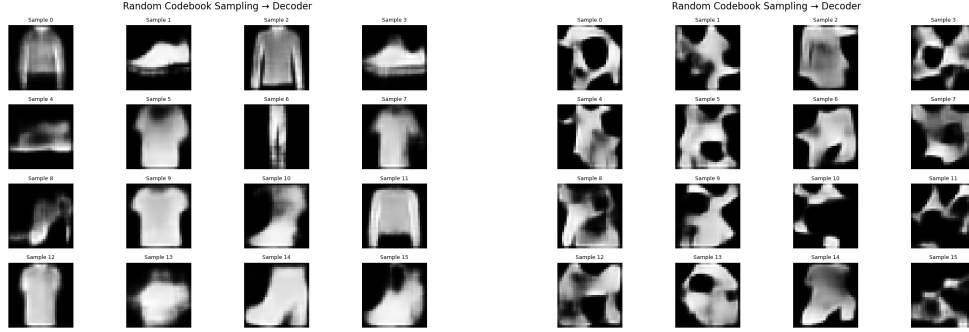 Random Codebook Sampling → Decoder
Sample 0 Sample 1 Sample 2 Sample 3
Sample 4 Sample 5 Sample 6 Sample 7
Sample 8 Sample 9 Sample 10 Sample 11
Sample 12 Sample 13 Sample 14 Sample 15
Random Codebook Sampling → Decoder
Sample 0 Sample 1 Sample 2 Sample 3
Sample 4 Sample 5 Sample 6 Sample 7
Sample 8 Sample 9 Sample 10 Sample 11
Sample 12 Sample 13 Sample 14 Sample 15